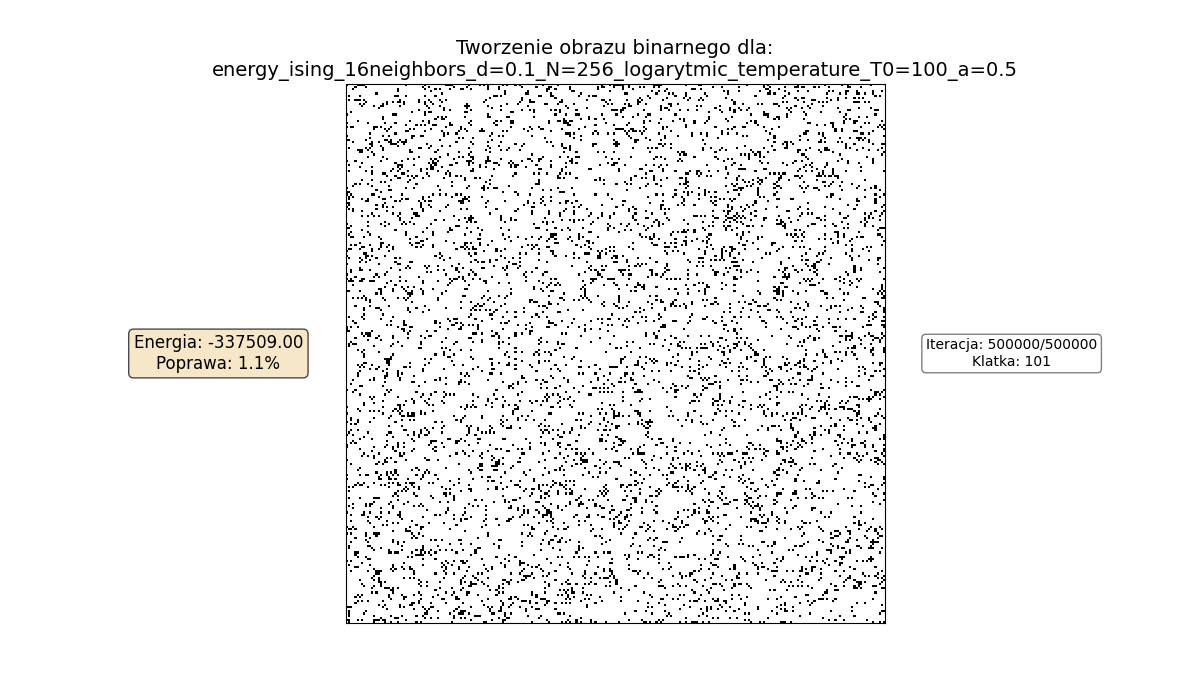 Tworzenie obrazu binarnego dla:
energy_ising_16neighbors_d=0.1_N=256_logarytmic_temperature_T0=100_a=0.5
Energia: -337509.00
Poprawa: 1.1%
Iteracja: 500000/500000
Klatka: 101